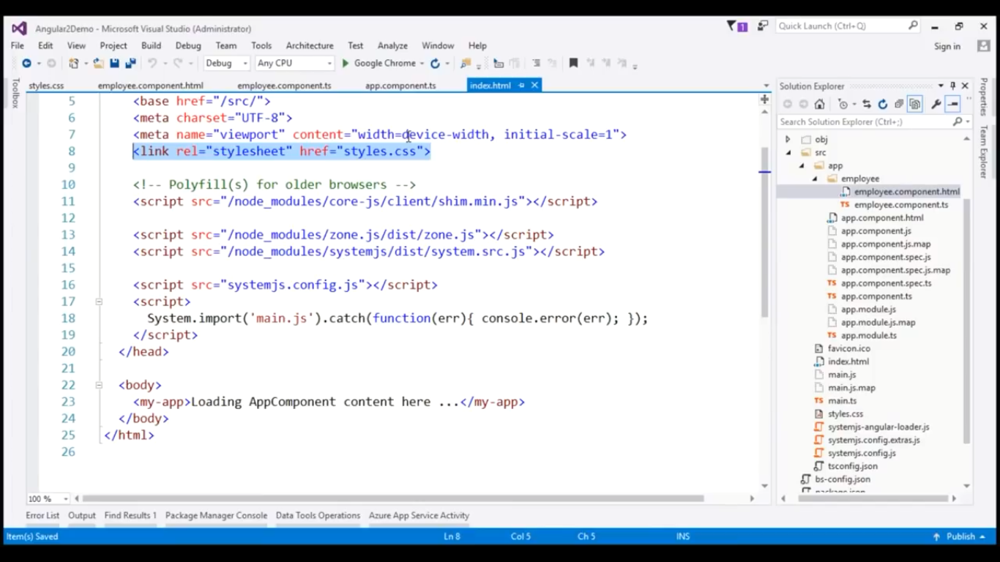 Angular2Demo - Microsoft Visual Studio (Administrator)
1
Quick Launch (Ctrl+Q)
File Edit View Project Build Debug Team Tools Architecture Test Analyze Window Help
Sign in
Debug Any CPU Google Chrome
styles.css employee.component.html employee.component.ts app.component.ts index.html
5 <base href="/src/">
6 <meta charset="UTF-8">
7 <meta name="viewport" content="width=device-width, initial-scale=1">
8 <link rel="stylesheet" href="styles.css">
9
10 <!-- Polyfill(s) for older browsers -->
11 <script src="/node_modules/core-js/client/shim.min.js"></script>
12
13 <script src="/node_modules/zone.js/dist/zone.js"></script>
14 <script src="/node_modules/systemjs/dist/system.src.js"></script>
15
16 <script src="systemjs.config.js"></script>
17 <script>
18 System.import('main.js').catch(function(err){ console.error(err); });
19 </script>
20 </head>
21
22 <body>
23 <my-app>Loading AppComponent content here ...</my-app>
24 </body>
25 </html>
26
100 %
Toolbox
Solution Explorer
Search Solution Explorer (Ctrl+;)
obj
src
app
employee
employee.component.html
TS employee.component.ts
app.component.html
app.component.js
app.component.js.map
app.component.spec.js
app.component.spec.js.map
TS app.component.spec.ts
TS app.component.ts
app.module.js
app.module.js.map
TS app.module.ts
favicon.ico
index.html
main.js
main.js.map
TS main.ts
styles.css
systemjs-angular-loader.js
systemjs.config.extras.js
systemjs.config.js
tsconfig.json
bs-config.json
package.json
Properties
Team Explorer
Error List Output Find Results 1 Package Manager Console Data Tools Operations Azure App Service Activity
Item(s) Saved Ln 8 Col 5 Ch 5 INS Publish